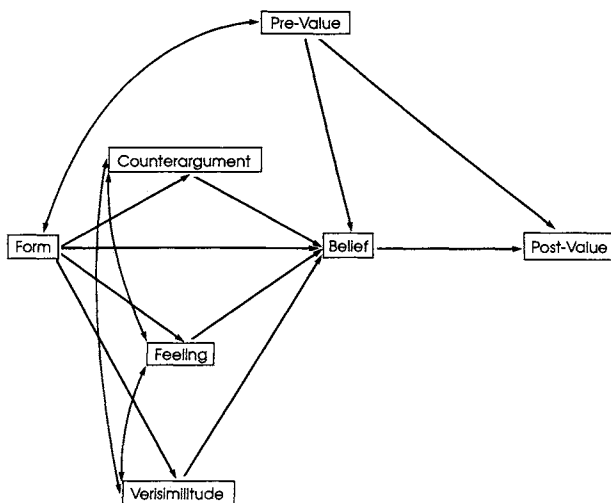 Pre-Value
Counterargument
Form
Belief
Post-Value
Feeling
Verisimilitude